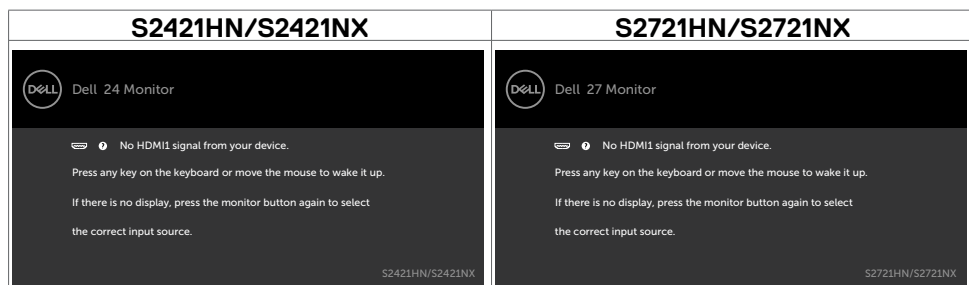 S2421HN/S2421NX
DELL Dell 24 Monitor
No HDMI1 signal from your device.
Press any key on the keyboard or move the mouse to wake it up.
If there is no display, press the monitor button again to select
the correct input source.
S2421HN/S2421NX
S2721HN/S2721NX
DELL Dell 27 Monitor
No HDMI1 signal from your device.
Press any key on the keyboard or move the mouse to wake it up.
If there is no display, press the monitor button again to select
the correct input source.
S2721HN/S2721NX